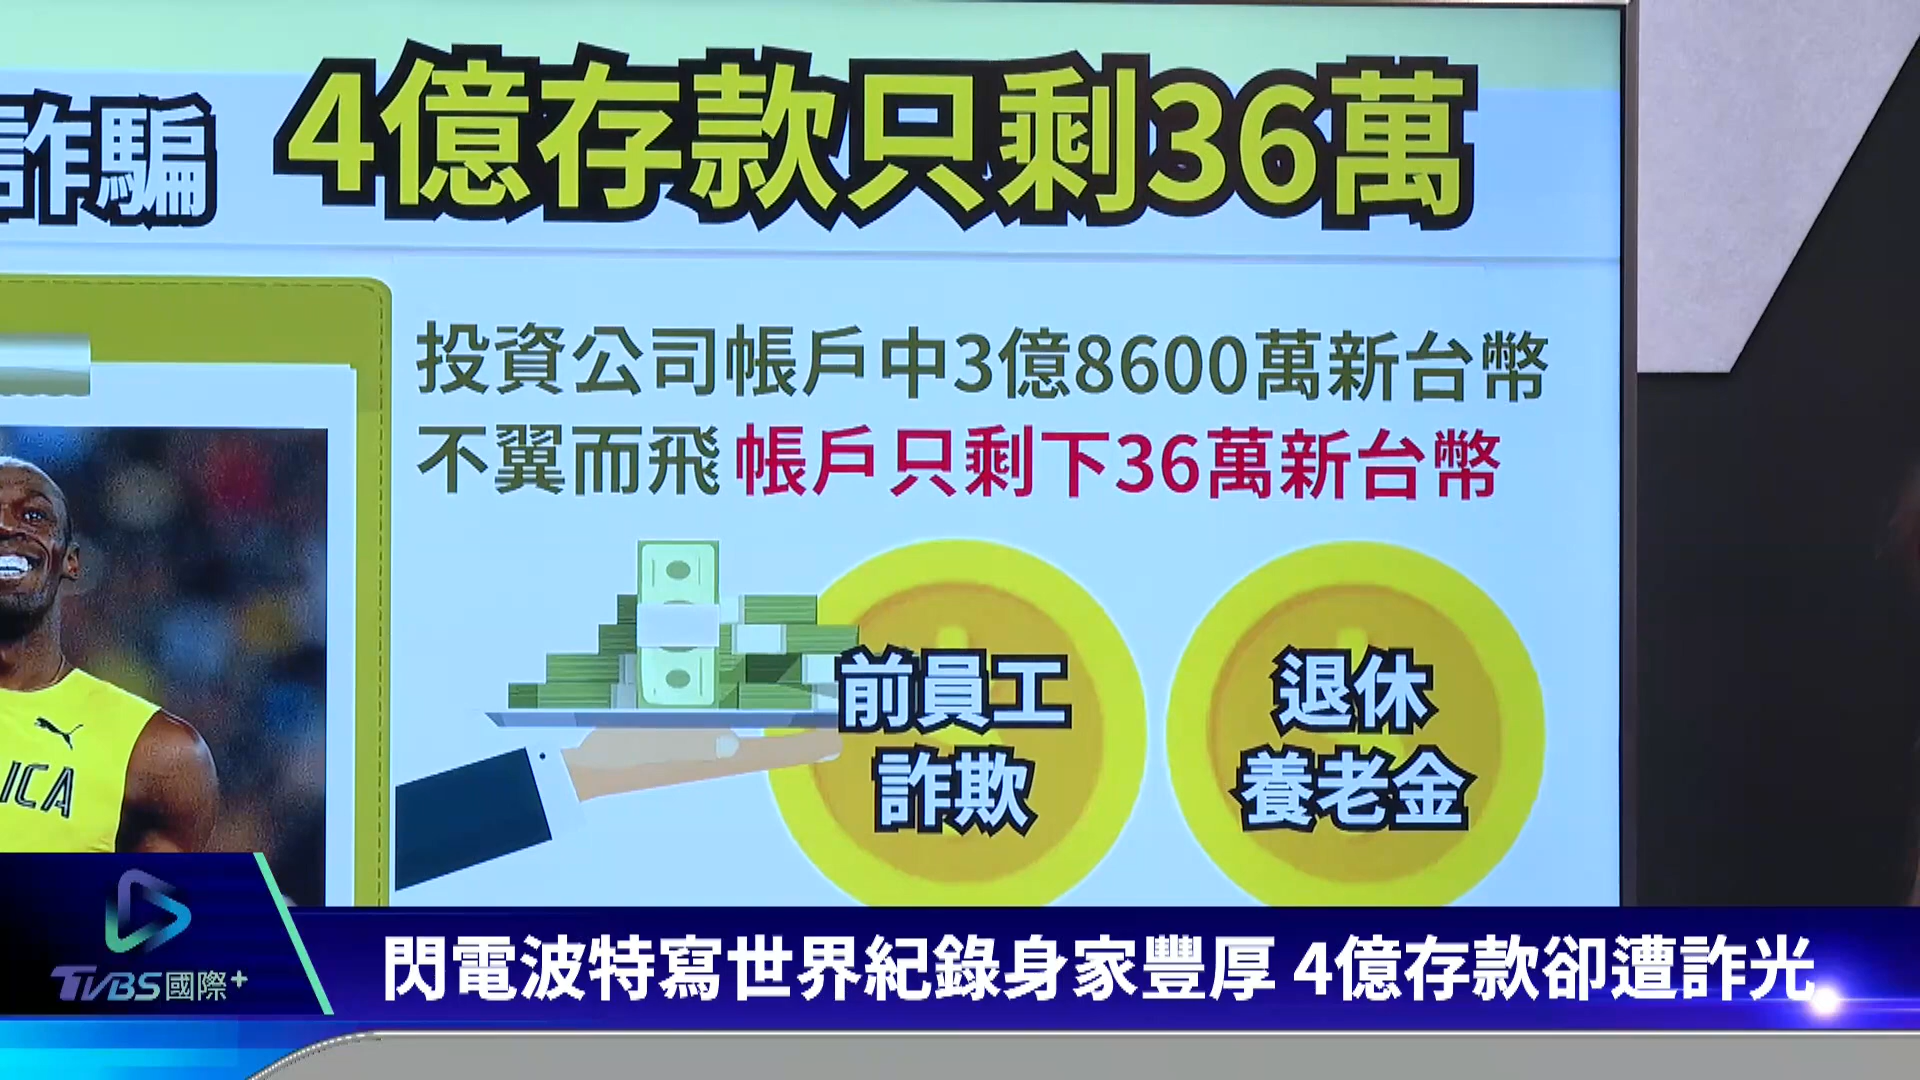 詐騙 4億存款只剩36萬
投資公司帳戶中3億8600萬新台幣
不翼而飛 帳戶只剩下36萬新台幣
前員工
詐欺
退休
養老金
ICA
閃電波特寫世界紀錄身家豐厚 4億存款卻遭詐光
TVBS國際+